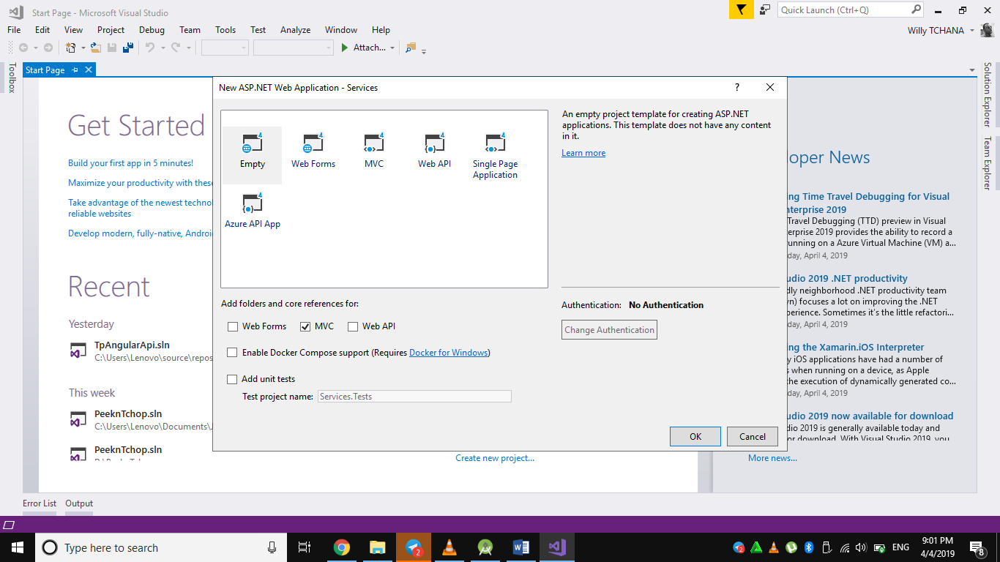 Start Page - Microsoft Visual Studio
Quick Launch (Ctrl+Q)
File Edit View Project Debug Team Tools Test Analyze Window Help
Willy TCHANA
Attach...
Toolbox
Start Page
Solution Explorer
Team Explorer
Get Started
Build your first app in 5 minutes!
Maximize your productivity with these
Take advantage of the newest technol
reliable websites
Develop modern, fully-native, Androi
Recent
Yesterday
TpAngularApi.sln
C:\Users\Lenovo\source\repos
This week
PeeknTchop.sln
C:\Users\Lenovo\Documents\
PeeknTchop.sln
New ASP.NET Web Application - Services
?
Empty
Web Forms
MVC
Web API
Single Page
Application
Azure API App
An empty project template for creating ASP.NET
applications. This template does not have any content
in it.
Learn more
Add folders and core references for:
Web Forms MVC Web API
Enable Docker Compose support (Requires Docker for Windows)
Add unit tests
Test project name: Services.Tests
Authentication: No Authentication
Change Authentication
OK Cancel
Create new project...
loper News
ing Time Travel Debugging for Visual
nterprise 2019
Travel Debugging (TTD) preview in Visual
erprise 2019 provides the ability to record a
running on a Azure Virtual Machine (VM) a...
day, April 4, 2019
udio 2019 .NET productivity
dly neighborhood .NET productivity team
yn) focuses a lot on improving the .NET
perience. Sometimes it's the little refactori...
day, April 4, 2019
ing the Xamarin.iOS Interpreter
y iOS applications have had a number of
s when running on a device, as Apple
the execution of dynamically generated co...
day, April 4, 2019
udio 2019 now available for download
dio 2019 is generally available today and
or download. With Visual Studio 2019, you
More news...
Error List Output
Type here to search
2
ENG
9:01 PM
4/4/2019
8